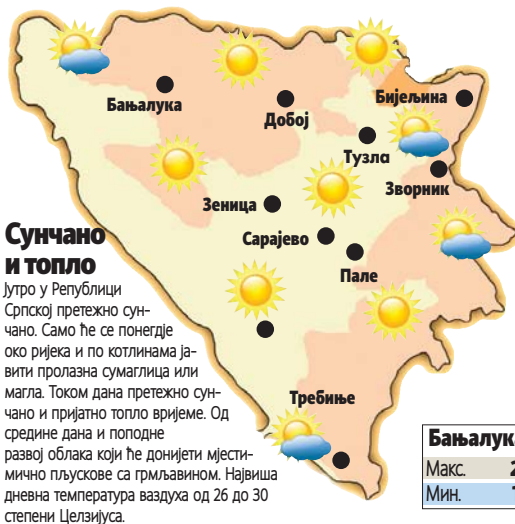 Бањалука
Добој
Бијељина
Тузла
Зворник
Зеница
Сарајево
Пале
Требиње
Сунчано
и топло
Јутро у Републици
Српској претежно сун-
чано. Само ће се понегдје
око ријека и по котлинама ја-
вити пролазна сумаглица или
магла. Током дана претежно сун-
чано и пријатно топло вријеме. Од
средине дана и поподне
развој облака који ће донијети мјести-
мично пљускове са грмљавином. Највиша
дневна температура ваздуха од 26 до 30
степени Целзијуса.
Бањалука
Макс.
Мин.